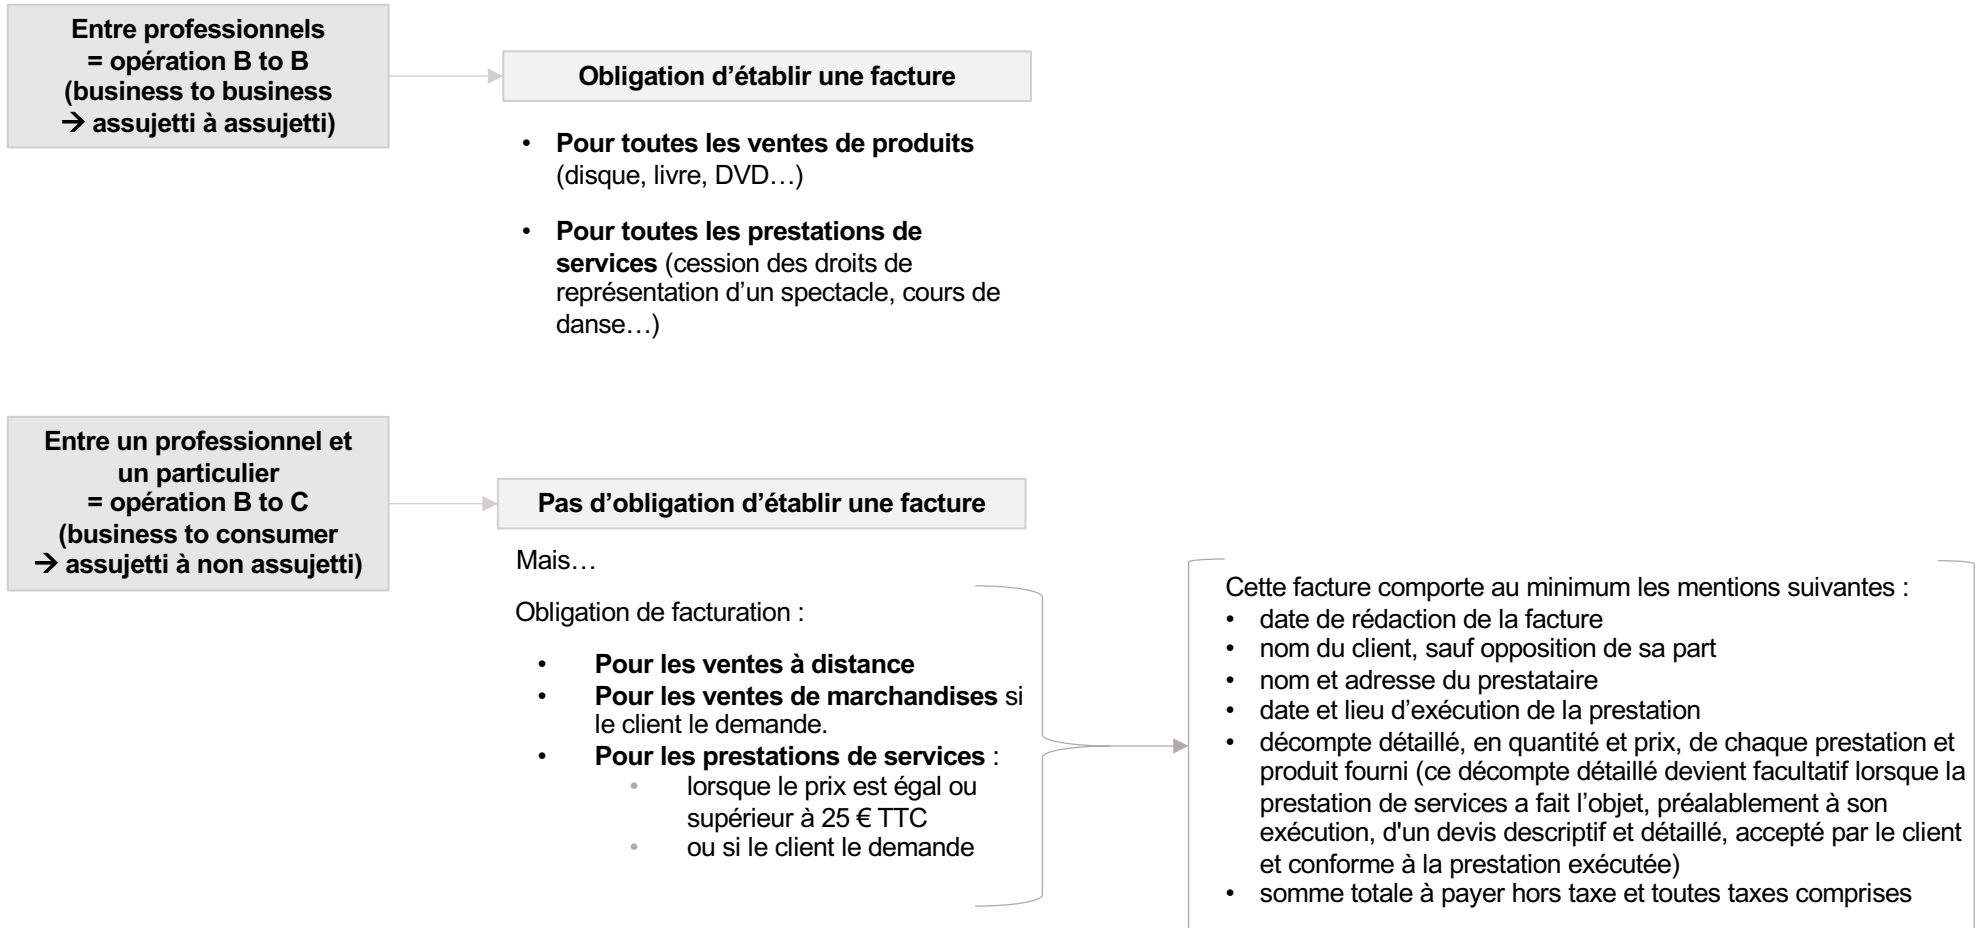 Entre professionnels
= opération B to B
(business to business
→ assujetti à assujetti)
Obligation d’établir une facture
• Pour toutes les ventes de produits
(disque, livre, DVD…)
• Pour toutes les prestations de
services (cession des droits de
représentation d’un spectacle, cours de
danse…)
Entre un professionnel et
un particulier
= opération B to C
(business to consumer
→ assujetti à non assujetti)
Pas d’obligation d’établir une facture
Mais…
Obligation de facturation :
• Pour les ventes à distance
• Pour les ventes de marchandises si
le client le demande.
• Pour les prestations de services :
• lorsque le prix est égal ou
supérieur à 25 € TTC
• ou si le client le demande
Cette facture comporte au minimum les mentions suivantes :
• date de rédaction de la facture
• nom du client, sauf opposition de sa part
• nom et adresse du prestataire
• date et lieu d’exécution de la prestation
• décompte détaillé, en quantité et prix, de chaque prestation et
produit fourni (ce décompte détaillé devient facultatif lorsque la
prestation de services a fait l’objet, préalablement à son
exécution, d'un devis descriptif et détaillé, accepté par le client
et conforme à la prestation exécutée)
• somme totale à payer hors taxe et toutes taxes comprises